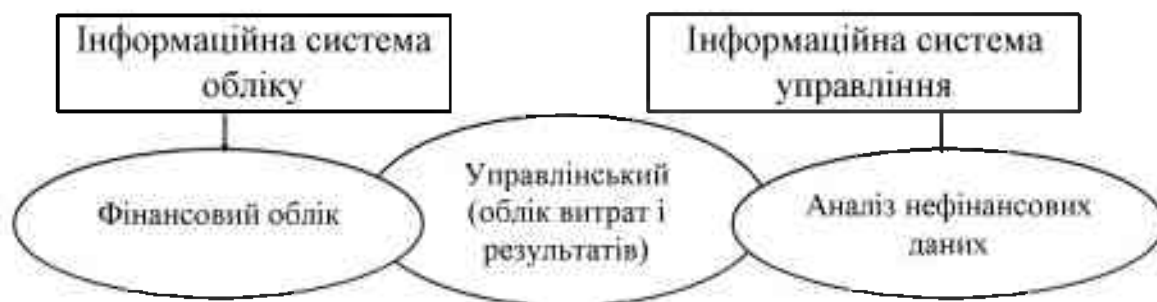 Інформаційна система
обліку
Інформаційна система
управління
Фінансовий облік
Управлінський
(облік витрат і
результатів)
Аналіз нефінансових
даних